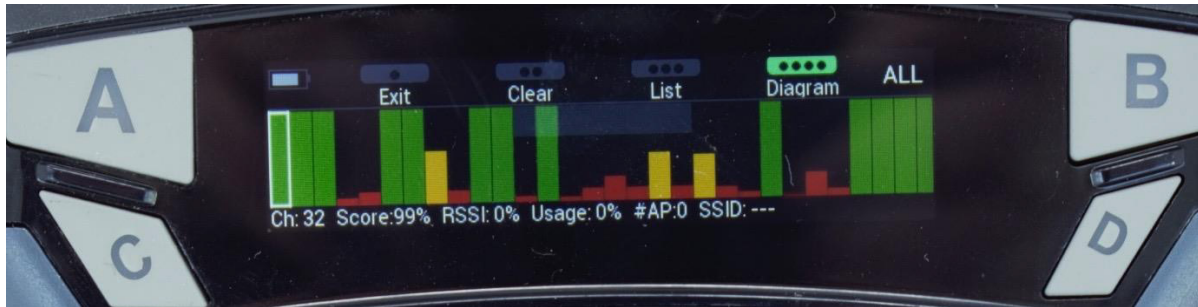 A
B
Exit Clear List Diagram ALL
Ch: 32 Score:99% RSSI: 0% Usage: 0% #AP:0 SSID: ---
C
D